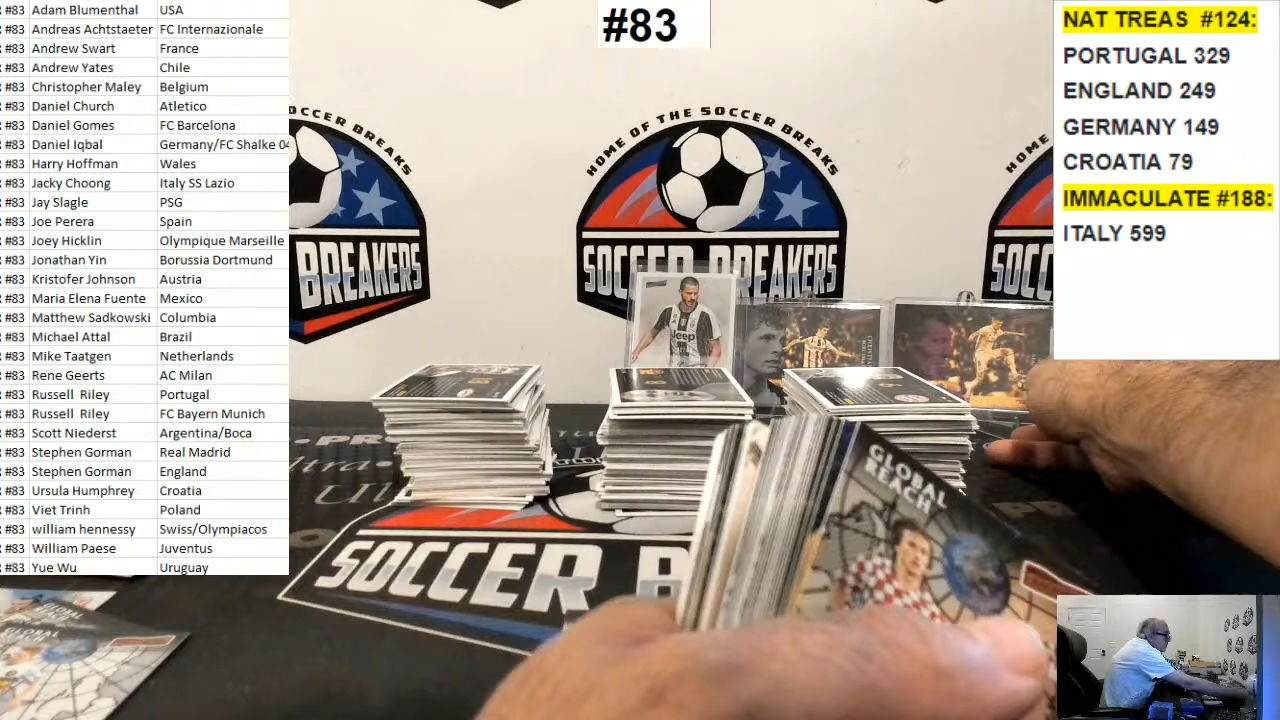 #83 Adam Blumenthal USA
#83 Andreas Achtstaeter FC Internazionale
#83 Andrew Swart France
#83 Andrew Yates Chile
#83 Christopher Maley Belgium
#83 Daniel Church Atletico
#83 Daniel Gomes FC Barcelona
#83 Daniel Iqbal Germany/FC Shalke 04
#83 Harry Hoffman Wales
#83 Jacky Choong Italy SS Lazio
#83 Jay Slagle PSG
#83 Joe Perera Spain
#83 Joey Hicklin Olympique Marseille
#83 Jonathan Yin Borussia Dortmund
#83 Kristofer Johnson Austria
#83 Maria Elena Fuente Mexico
#83 Matthew Sadkowski Columbia
#83 Michael Attal Brazil
#83 Mike Taatgen Netherlands
#83 Rene Geerts AC Milan
#83 Russell Riley Portugal
#83 Russell Riley FC Bayern Munich
#83 Scott Niederst Argentina/Boca
#83 Stephen Gorman Real Madrid
#83 Stephen Gorman England
#83 Ursula Humphrey Croatia
#83 Viet Trinh Poland
#83 william hennessy Swiss/Olympiacos
#83 William Paese Juventus
#83 Yue Wu Uruguay
#83
NAT TREAS #124:
PORTUGAL 329
ENGLAND 249
GERMANY 149
CROATIA 79
IMMACULATE #188:
ITALY 599
OCCER BREAKS
BREAKERS
HOME OF THE SOCCER BREAKS
SOCCER BREAKERS
HOME
Jeep
GLOBAL
REACH
SOCCER B
GLOBAL